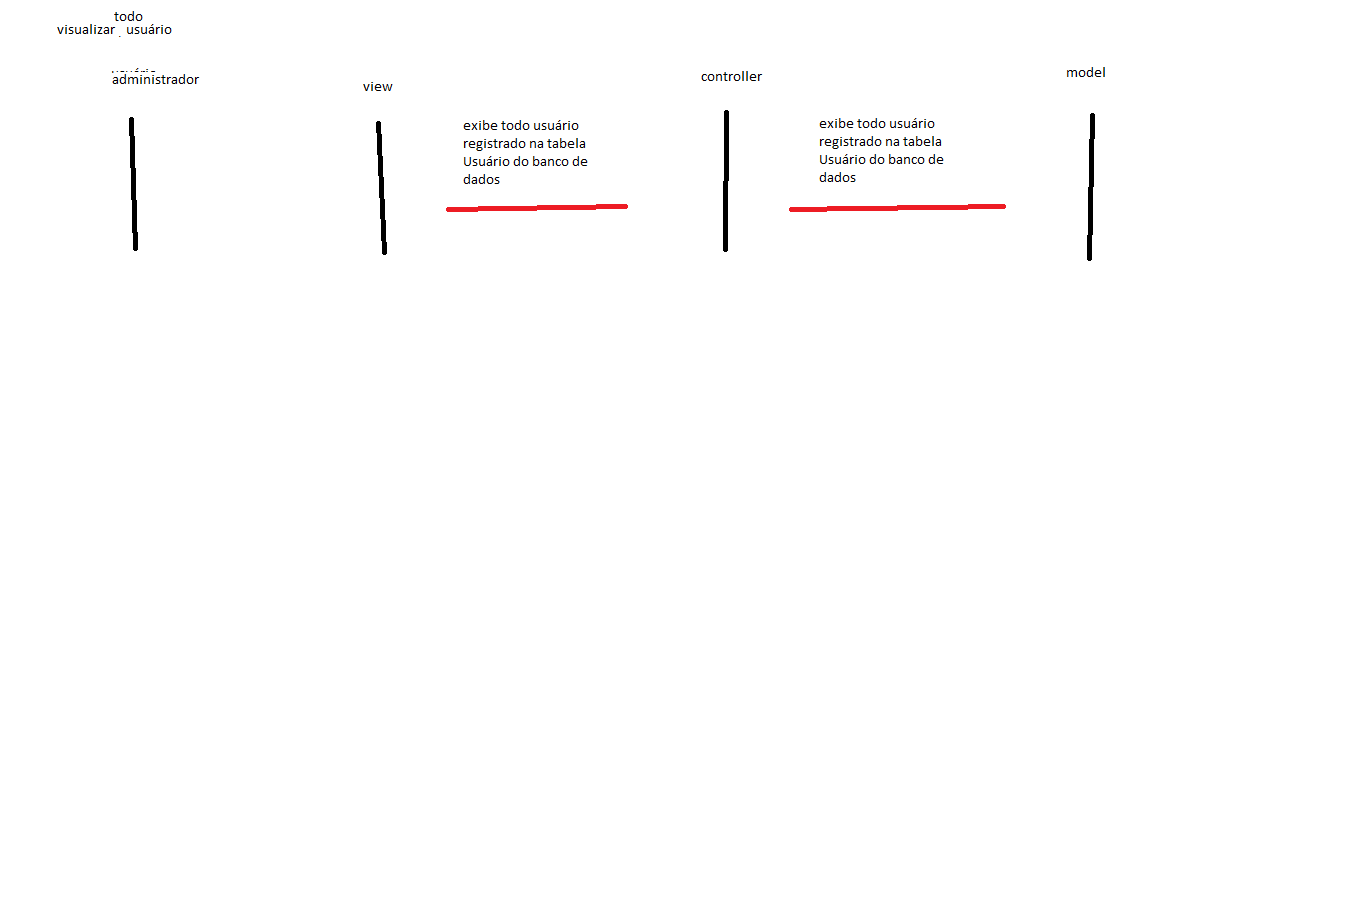 todo
visualizar usuário
administrador
view
controller
model
exibe todo usuário
registrado na tabela
Usuário do banco de
dados
exibe todo usuário
registrado na tabela
Usuário do banco de
dados